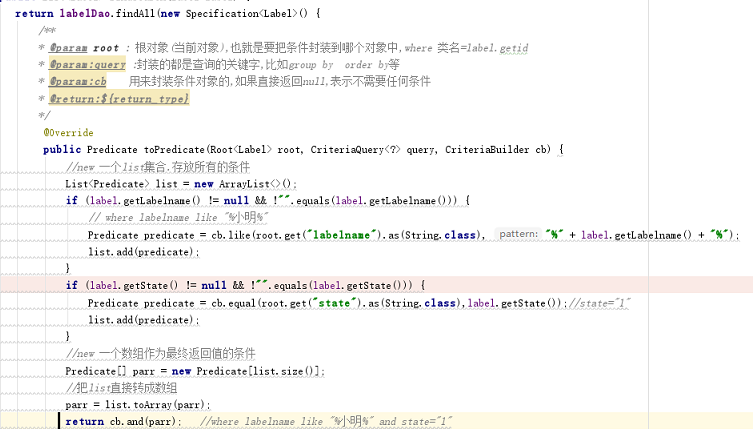 return labelDao.findAll(new Specification<Label>() {
/**
* @param root : 根对象(当前对象),也就是要把条件封装到哪个对象中,where 类名=label.getid
* @param:query :封装的都是查询的关键字,比如group by order by等
* @param:cb 用来封装条件对象的,如果直接返回null,表示不需要任何条件
* @return:${return_type}
*/
@Override
public Predicate toPredicate(Root<Label> root, CriteriaQuery<?> query, CriteriaBuilder cb) {
//new 一个list集合.存放所有的条件
List<Predicate> list = new ArrayList<>();
if (label.getLabelname() != null && !"".equals(label.getLabelname())) {
// where labelname like "%小明%"
Predicate predicate = cb.like(root.get("labelname").as(String.class), pattern: "%" + label.getLabelname() + "%");
list.add(predicate);
}
if (label.getState() != null && !"".equals(label.getState())) {
Predicate predicate = cb.equal(root.get("state").as(String.class),label.getState());//state="1"
list.add(predicate);
}
//new 一个数组作为最终返回值的条件
Predicate[] parr = new Predicate[list.size()];
//把list直接转成数组
parr = list.toArray(parr);
return cb.and(parr); //where labelname like "%小明%" and state="1"